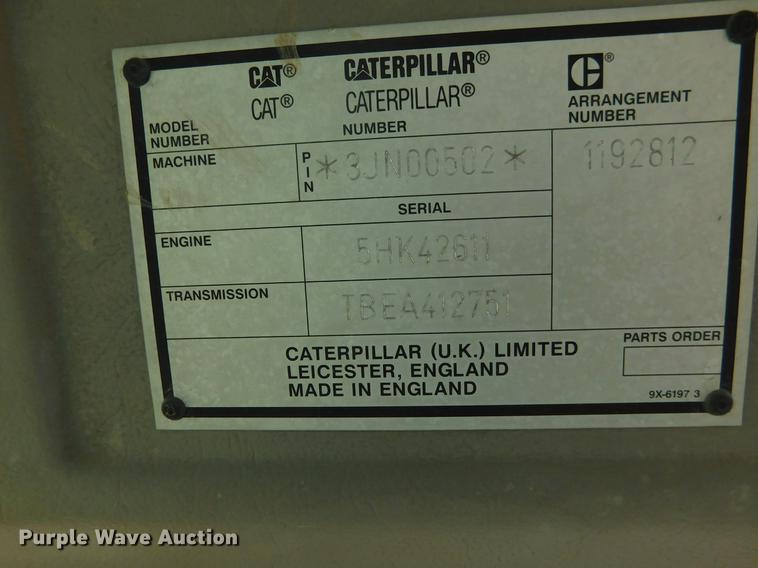 CAT® CATERPILLAR® C®
CAT® CATERPILLAR®
MODEL NUMBER NUMBER ARRANGEMENT NUMBER
MACHINE PIN *3JN00502* 1192812
SERIAL
ENGINE 5HK42611
TRANSMISSION TBEA412751
CATERPILLAR (U.K.) LIMITED PARTS ORDER
LEICESTER, ENGLAND
MADE IN ENGLAND 9X-6197 3
Purple Wave Auction